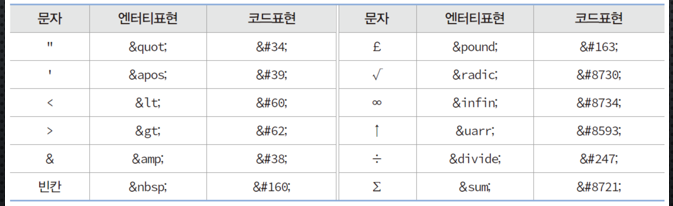 문자 엔터티표현 코드표현 문자 엔터티표현 코드표현
" &quot; &#34; £ &pound; &#163;
' &apos; &#39; √ &radic; &#8730;
< &lt; &#60; ∞ &infin; &#8734;
> &gt; &#62; ↑ &uarr; &#8593;
& &amp; &#38; ÷ &divide; &#247;
빈칸 &nbsp; &#160; Σ &sum; &#8721;